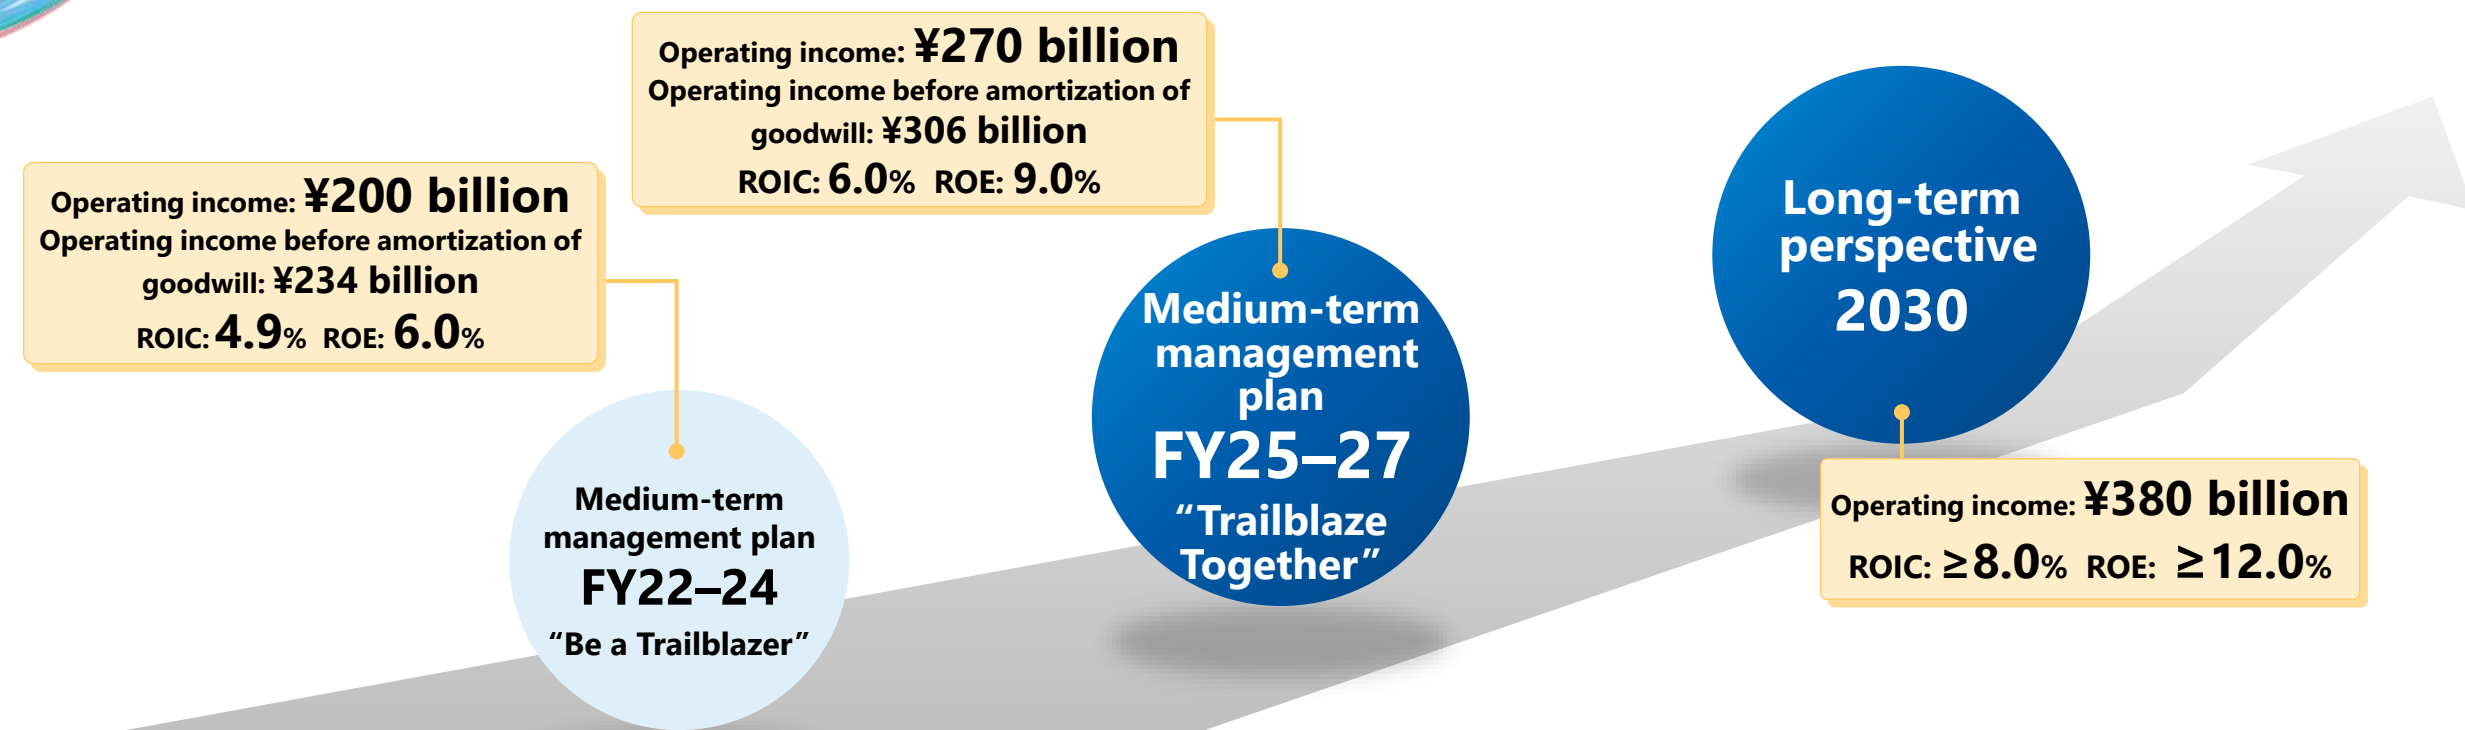 Operating income: ¥200 billion
Operating income before amortization of
goodwill: ¥234 billion
ROIC: 4.9% ROE: 6.0%
Medium-term
management plan
FY22–24
“Be a Trailblazer”
Operating income: ¥270 billion
Operating income before amortization of
goodwill: ¥306 billion
ROIC: 6.0% ROE: 9.0%
Medium-term
management
plan
FY25–27
“Trailblaze
Together”
Long-term
perspective
2030
Operating income: ¥380 billion
ROIC: ≥8.0% ROE: ≥12.0%